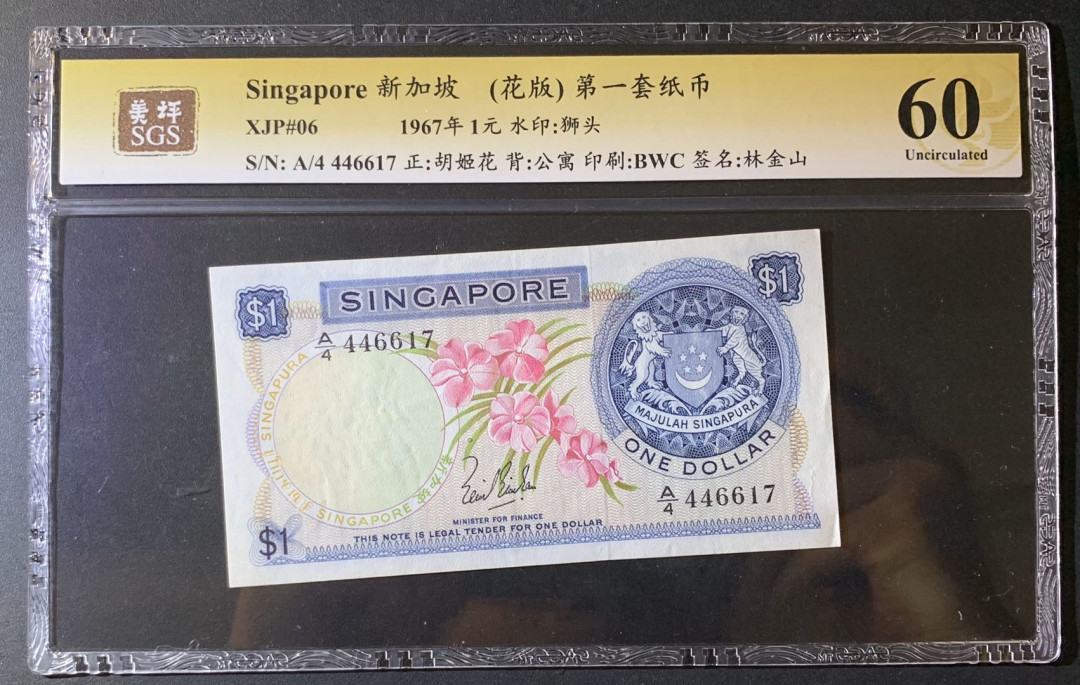 美评
SGS
Singapore 新加坡 (花版) 第一套纸币
XJP#06 1967年 1元 水印:狮头
S/N: A/4 446617 正:胡姬花 背:公寓 印刷:BWC 签名:林金山
60
Uncirculated
$1
SINGAPORE
$1
A/4 446617
SINGAPURA
MAJULAH SINGAPURA
ONE DOLLAR
SINGAPORE
A/4 446617
MINISTER FOR FINANCE
THIS NOTE IS LEGAL TENDER FOR ONE DOLLAR
$1